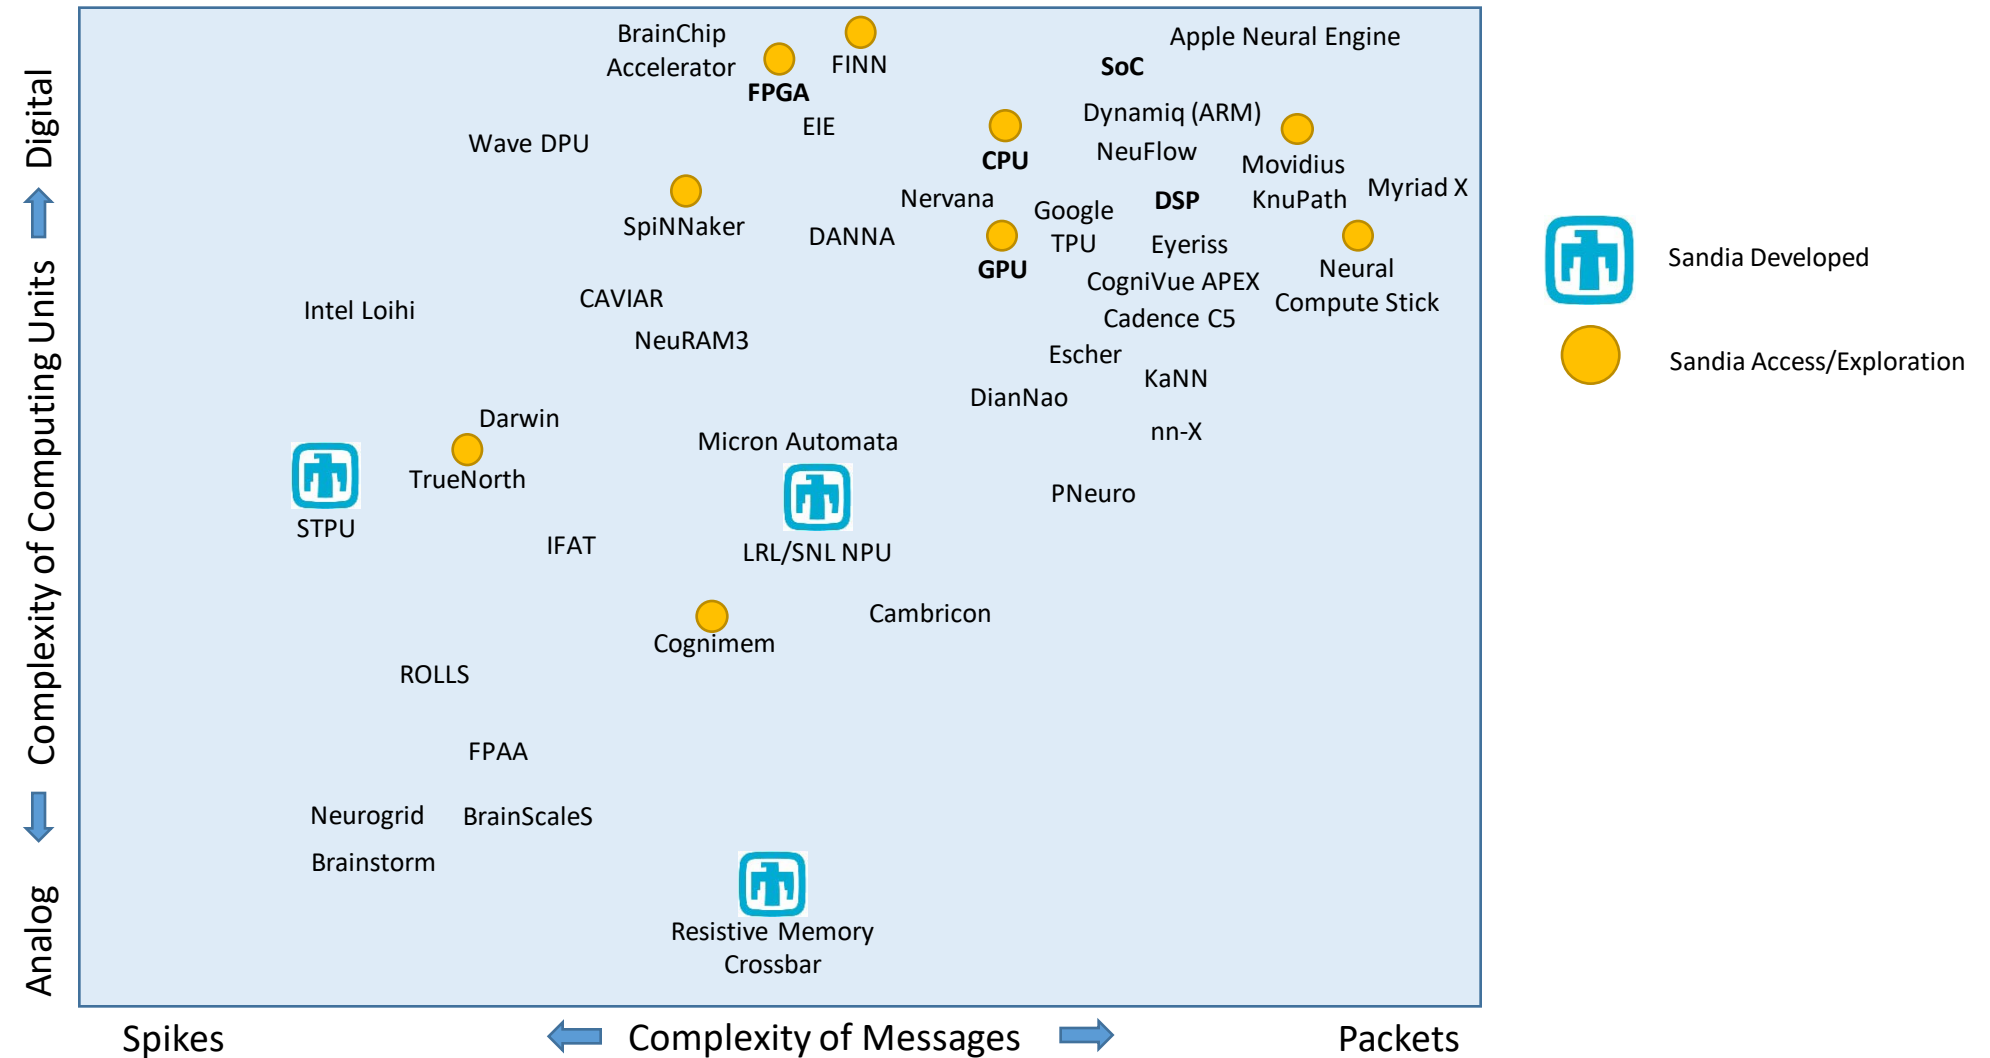 BrainChip
Accelerator
FINN
FPGA
EIE
Apple Neural Engine
SoC
Dynamiq (ARM)
CPU
NeuFlow
Movidius
KnuPath
Myriad X
Wave DPU
SpiNNaker
DANNA
Nervana
Google
TPU
DSP
GPU
Eyeriss
Neural
Compute Stick
CogniVue APEX
Cadence C5
Intel Loihi
CAVIAR
NeuRAM3
Escher
KaNN
DianNao
nn-X
Darwin
TrueNorth
Micron Automata
STPU
LRL/SNL NPU
PNeuro
IFAT
Cambricon
Cognimem
ROLLS
FPAA
Neurogrid
BrainScaleS
Brainstorm
Resistive Memory
Crossbar
Digital
Complexity of Computing Units
Analog
Spikes
Complexity of Messages
Packets
Sandia Developed
Sandia Access/Exploration